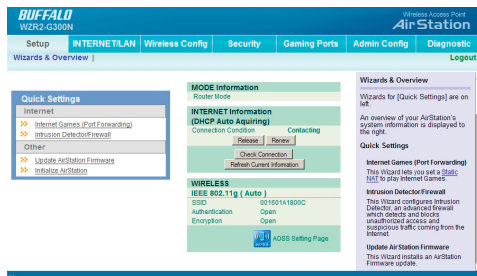 BUFFALO
WZR2-G300N
Wireless Access Point
AirStation
Setup INTERNET/LAN Wireless Config Security Gaming Ports Admin Config Diagnostic
Wizards & Overview |
Logout
Quick Settings
Internet
Internet Games (Port Forwarding)
Intrusion Detector/Firewall
Other
Update AirStation Firmware
Initialize AirStation
MODE Information
Router Mode
INTERNET Information
(DHCP Auto Aquiring)
Connection Condition Contacting
Release Renew
Check Connection
Refresh Current Information
WIRELESS
IEEE 802.11g ( Auto )
SSID 001601A1800C
Authentication Open
Encryption Open
AOSS AOSS Setting Page
Wizards & Overview
Wizards for [Quick Settings] are on
left.
An overview of your AirStation's
system information is displayed to
the right.
Quick Settings
Internet Games (Port Forwarding)
This Wizard lets you set a Static
NAT to play Internet Games.
Intrusion Detector/Firewall
This Wizard configures Intrusion
Detector, an advanced firewall
which detects and blocks
unauthorized access and
suspicious traffic coming from the
Internet.
Update AirStation Firmware
This Wizard installs an AirStation
Firmware update.